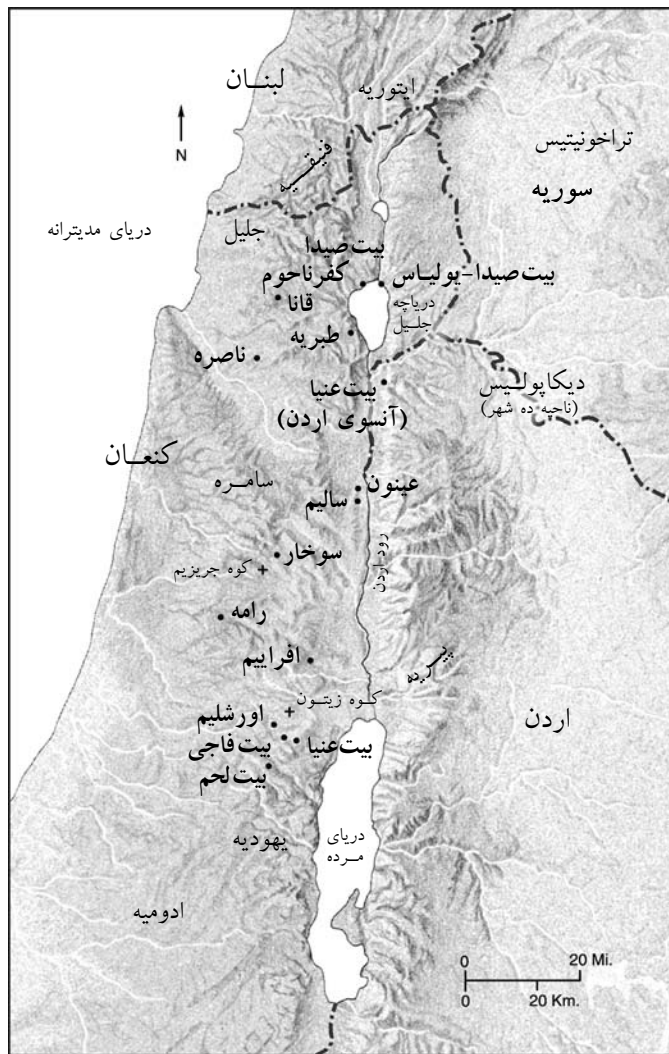 لبنان
ایتوریه
N
تراخونیتیس
فنیقیه
سوریه
جلیل
دریای مدیترانه
بیت صیدا
کفرناحوم
بیت صیدا-یولیاس
قانا
دریاچه
جلیل
طبریه
ناصره
دیکاپولیس
(ناحیه ده شهر)
بیت عنیا
(آنسوی اردن)
کنعان
سامره
عینون
سالیم
سوخار
رود اردن
کوه جریزیم +
رامه
افراییم
پیریه
کوه زیتون
+
اورشلیم
اردن
بیت فاجی
بیت عنیا
بیت لحم
دریای
مرده
یهودیه
ادومیه
0 20 Mi.
0 20 Km.